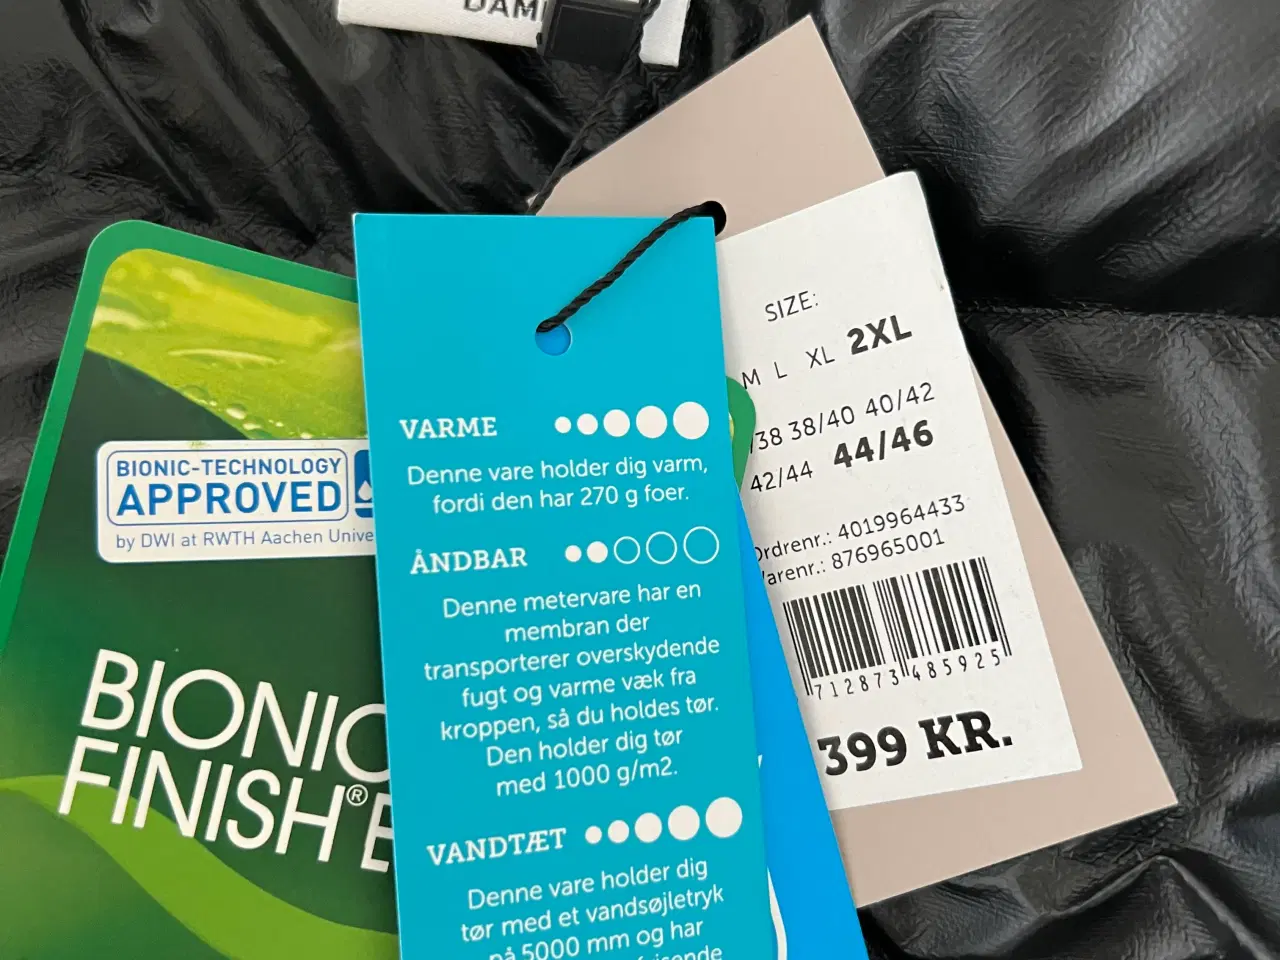 BIONIC-TECHNOLOGY
APPROVED
by DWI at RWTH Aachen
BIONIC
FINISH®
VARME
Denne vare holder dig varm,
fordi den har 270 g foer.
ÅNDBAR
Denne metervare har en
membran der
transporterer overskydende
fugt og varme væk fra
kroppen, så du holdes tør.
Den holder dig tør
med 1000 g/m2.
VANDTÆT
Denne vare holder dig
tør med et vandsøjletryk
på 5000 mm og har
SIZE:
M L XL 2XL
/38 38/40 40/42
42/44 44/46
Ordrenr.: 4019964433
Varenr.: 876965001
712873 485925
399 KR.